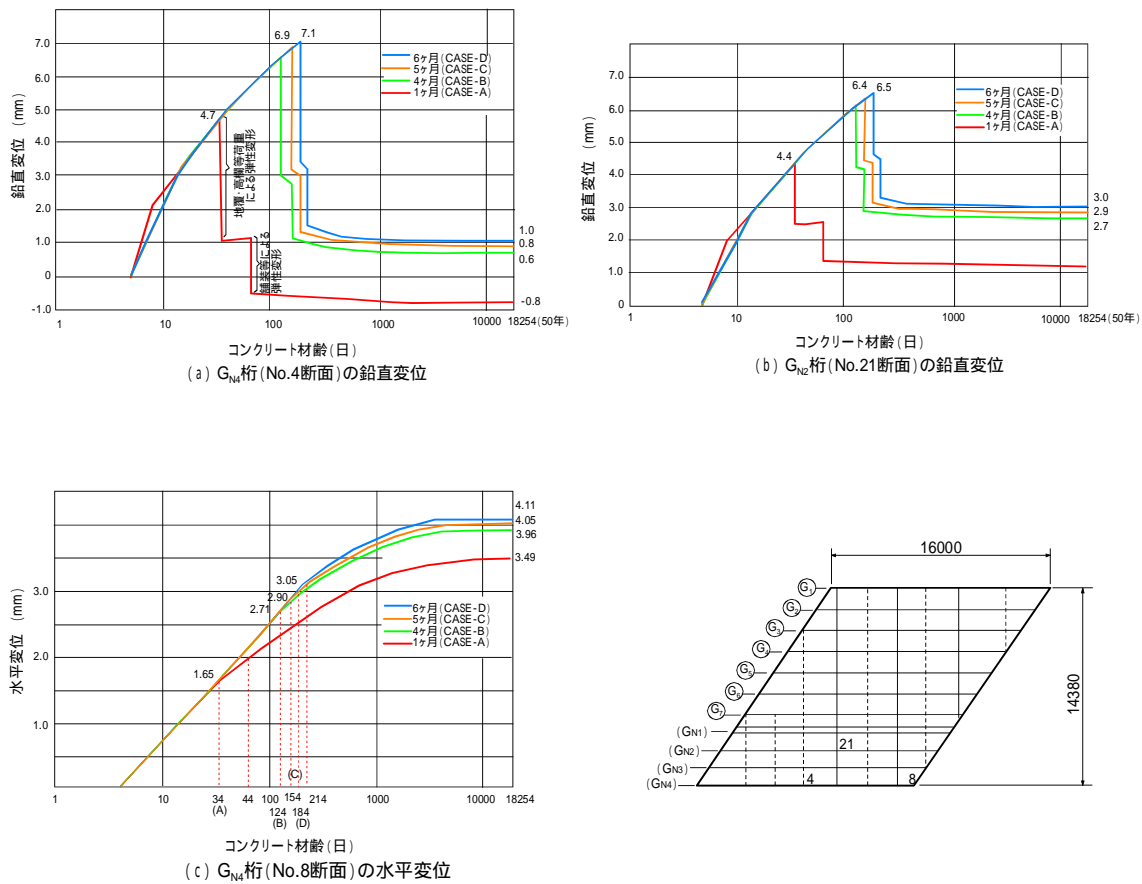 7.0
6.0
5.0
4.0
3.0
2.0
1.0
0
-1.0
鉛直変位 (mm)
4.7
6.9
7.1
6ヶ月(CASE-D)
5ヶ月(CASE-C)
4ヶ月(CASE-B)
1ヶ月(CASE-A)
地覆・高欄等荷重
による弾性変形
舗装等による
弾性変形
1.0
0.8
0.6
-0.8
1
10
100
1000
10000
18254(50年)
コンクリート材齢(日)
(a) GN4桁(No.4断面)の鉛直変位
7.0
6.0
5.0
4.0
3.0
2.0
1.0
0
鉛直変位 (mm)
4.4
6.4
6.5
6ヶ月(CASE-D)
5ヶ月(CASE-C)
4ヶ月(CASE-B)
1ヶ月(CASE-A)
3.0
2.9
2.7
1
10
100
1000
10000
18254(50年)
コンクリート材齢(日)
(b) GN2桁(No.21断面)の鉛直変位
3.0
2.0
1.0
水平変位 (mm)
1.65
2.71
2.90
3.05
6ヶ月(CASE-D)
5ヶ月(CASE-C)
4ヶ月(CASE-B)
1ヶ月(CASE-A)
4.11
4.05
3.96
3.49
(C)
1
10
34
44
100
154
214
1000
10000
18254
(A)
124
184
(B)
(D)
コンクリート材齢(日)
(c) GN4桁(No.8断面)の水平変位
16000
14380
G1
G2
G3
G4
G5
G6
G7
(GN1)
(GN2)
(GN3)
(GN4)
21
4
8